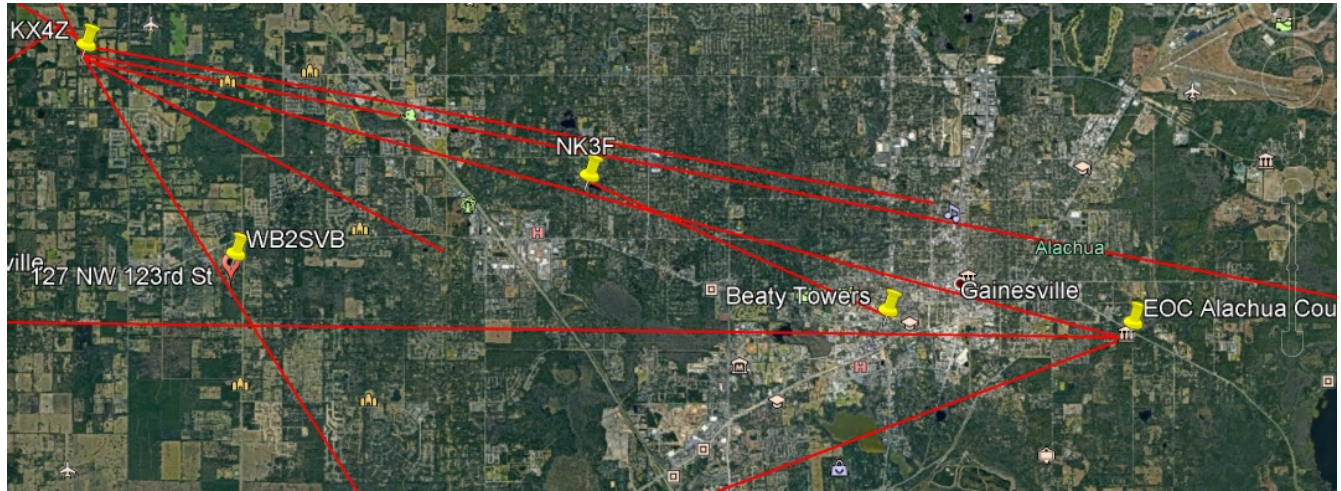 KX4Z
NK3F
WB2SVB
ville
127 NW 123rd St
Alachua
Beaty Towers
Gainesville
EOC Alachua Cou
H
H
M